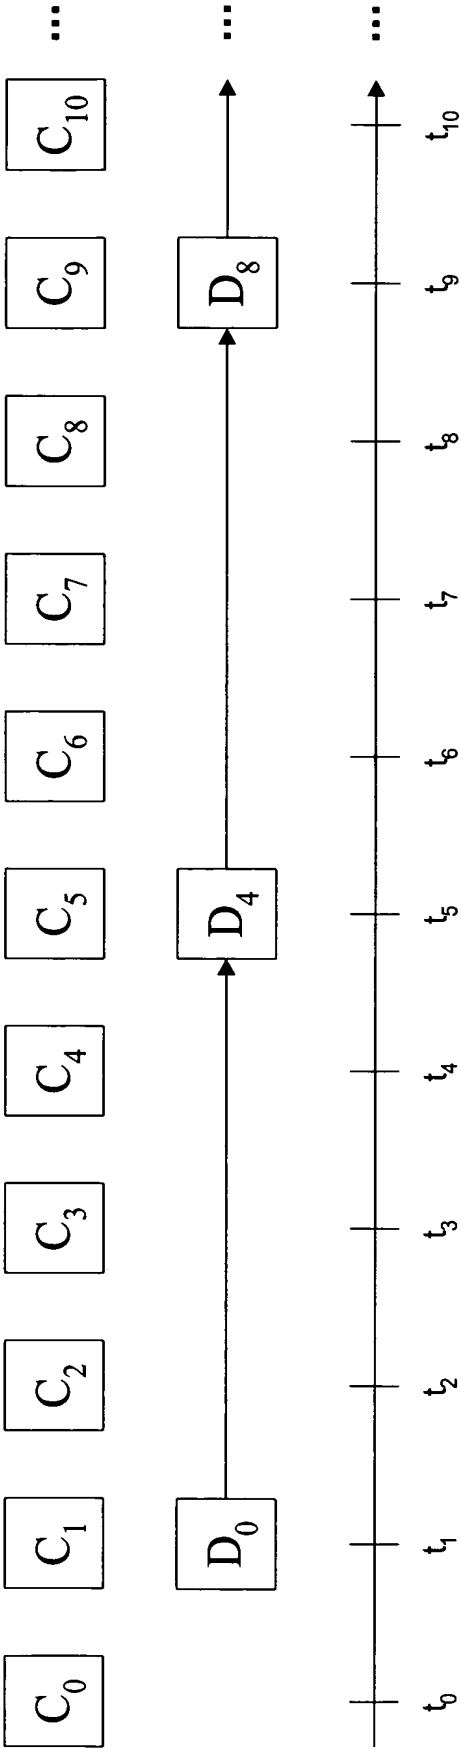 C₀ C₁ C₂ C₃ C₄ C₅ C₆ C₇ C₈ C₉ C₁₀ ...
D₀ D₄ D₈ ...
...
t₀ t₁ t₂ t₃ t₄ t₅ t₆ t₇ t₈ t₉ t₁₀